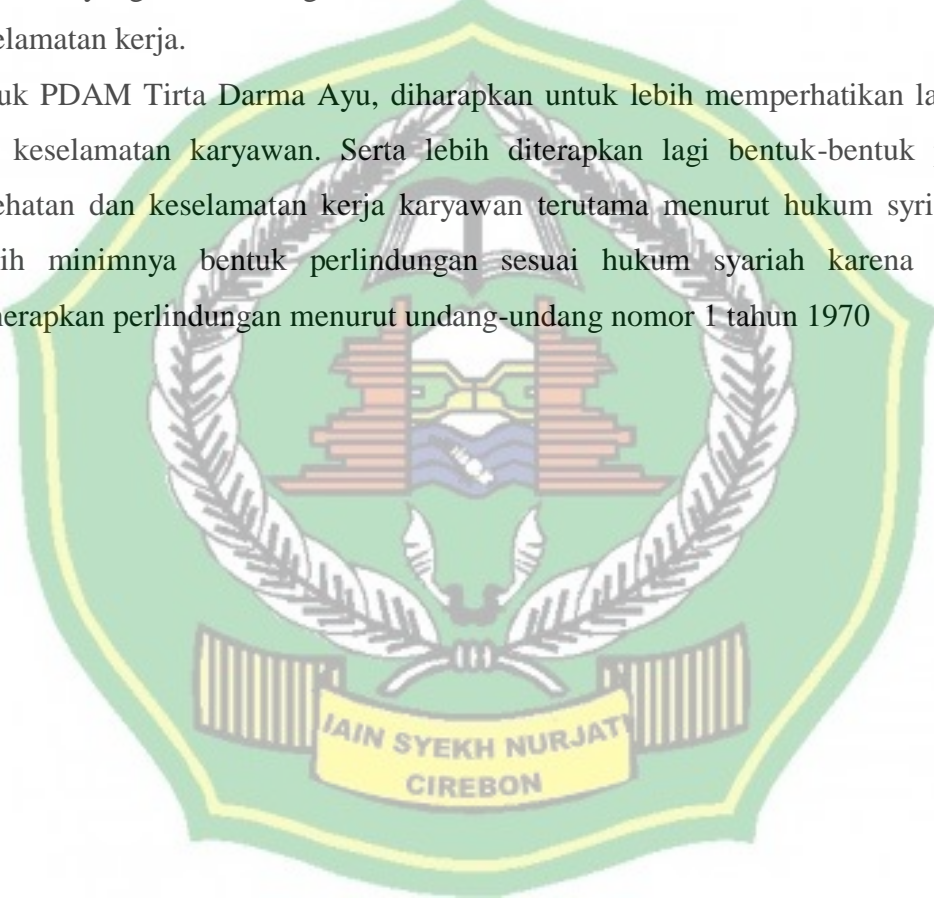 elamatan kerja.
uk PDAM Tirta Darma Ayu, diharapkan untuk lebih memperhatikan la
keselamatan karyawan. Serta lebih diterapkan lagi bentuk-bentuk
ehatan dan keselamatan kerja karyawan terutama menurut hukum syri
ih minimnya bentuk perlindungan sesuai hukum syariah karena
nerapkan perlindungan menurut undang-undang nomor 1 tahun 1970
IAIN SYEKH NURJATI
CIREBON